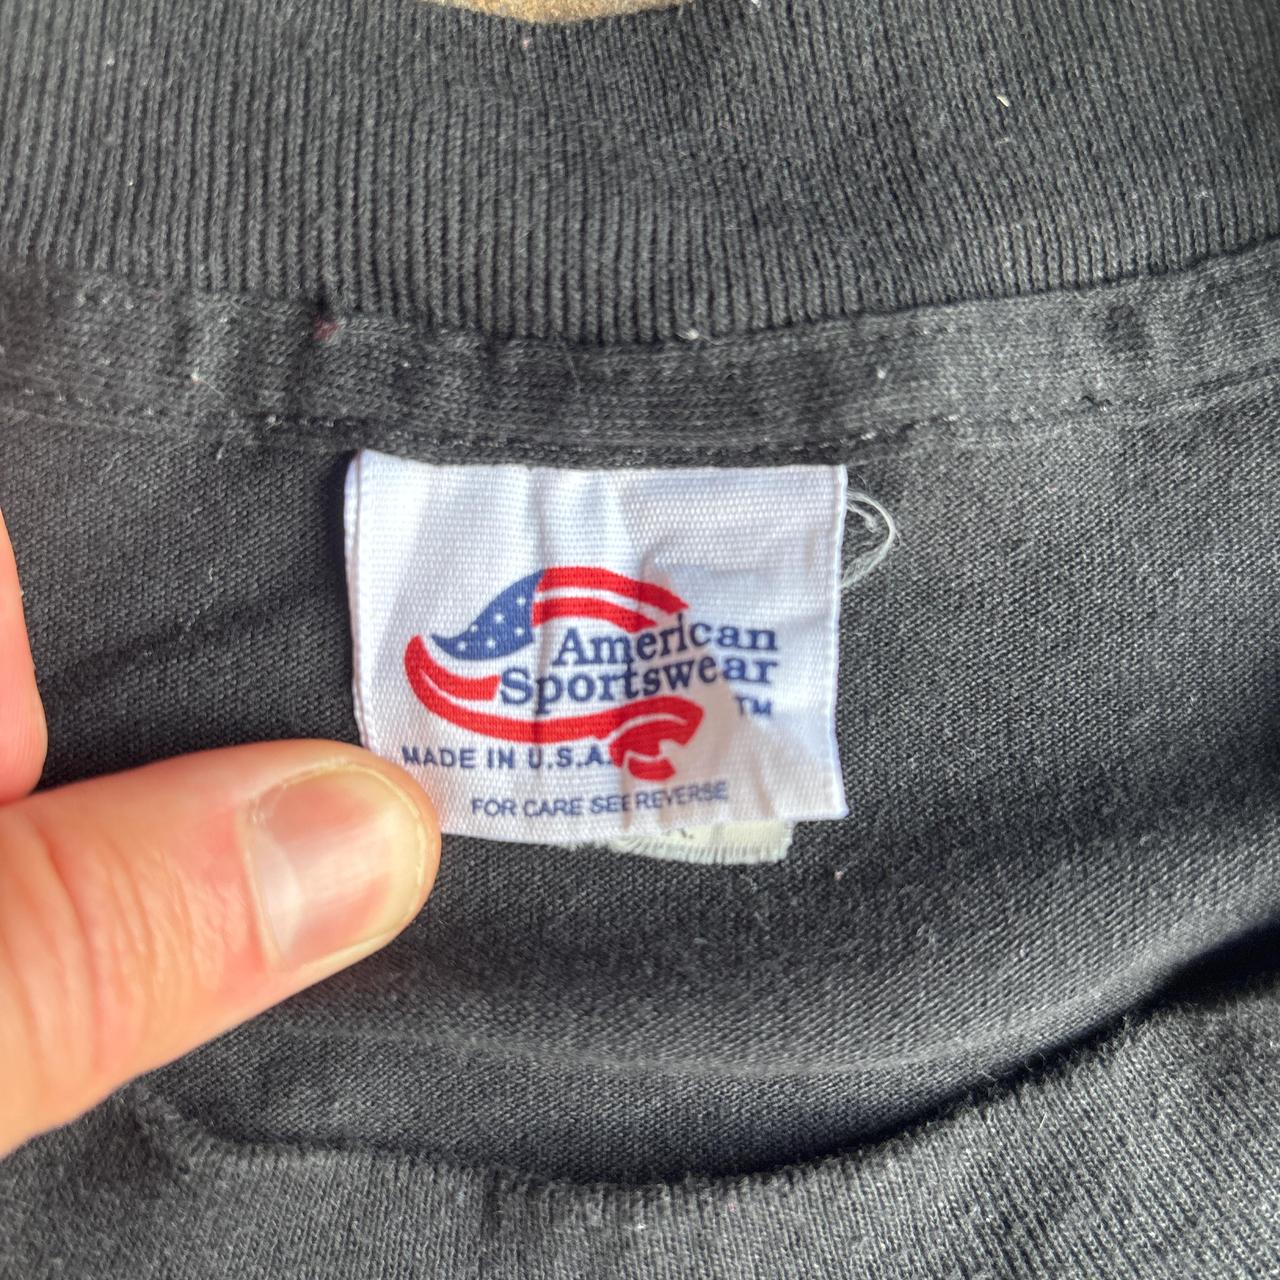 American
Sportswear
TM
MADE IN U.S.A.
FOR CARE SEE REVERSE